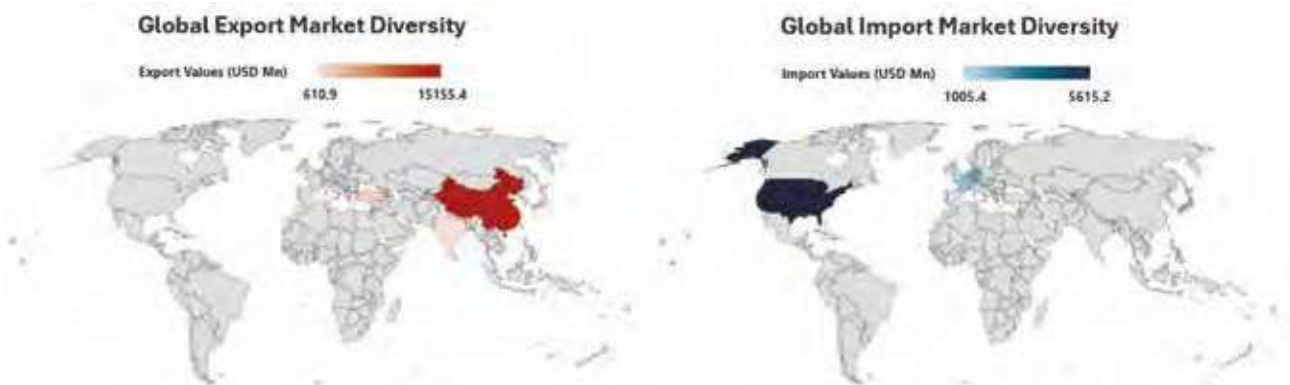 Global Export Market Diversity
Export Values (USD Mn)
610.9 15155.4
Global Import Market Diversity
Import Values (USD Mn)
1005.4 5615.2